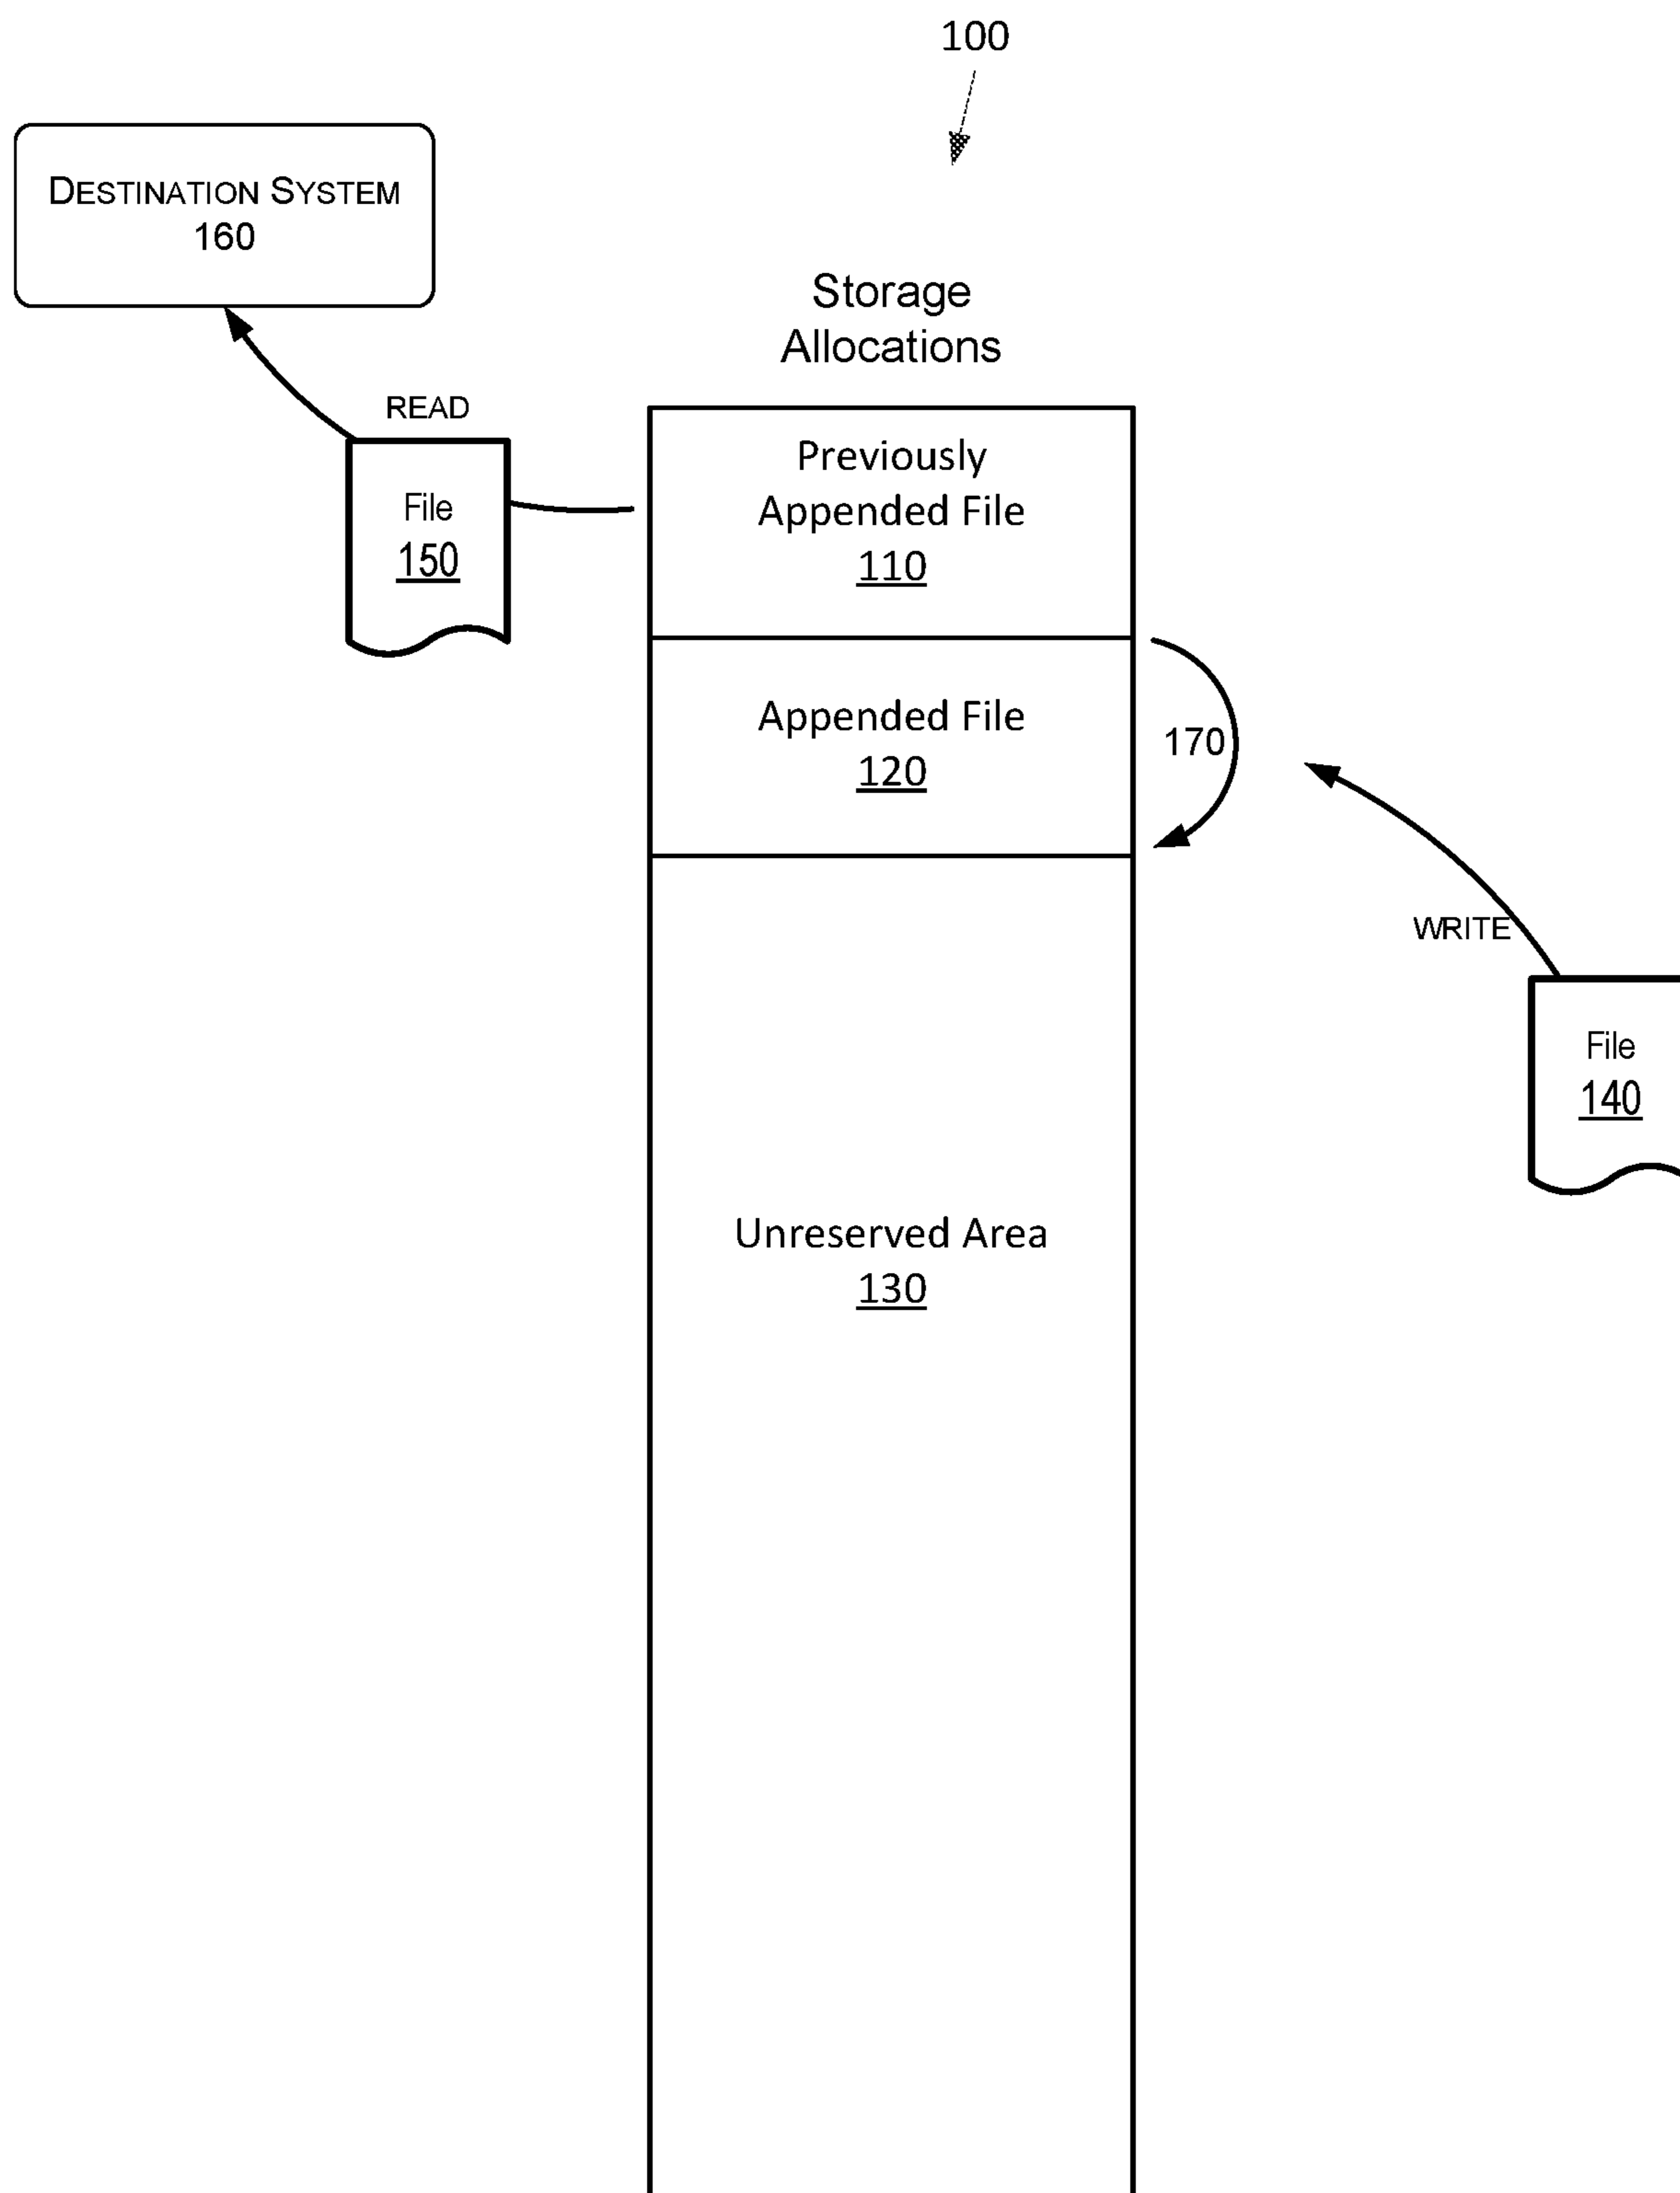 100
DESTINATION SYSTEM
160
Storage
Allocations
READ
File
150
Previously
Appended File
110
Appended File
120
170
WRITE
File
140
Unreserved Area
130